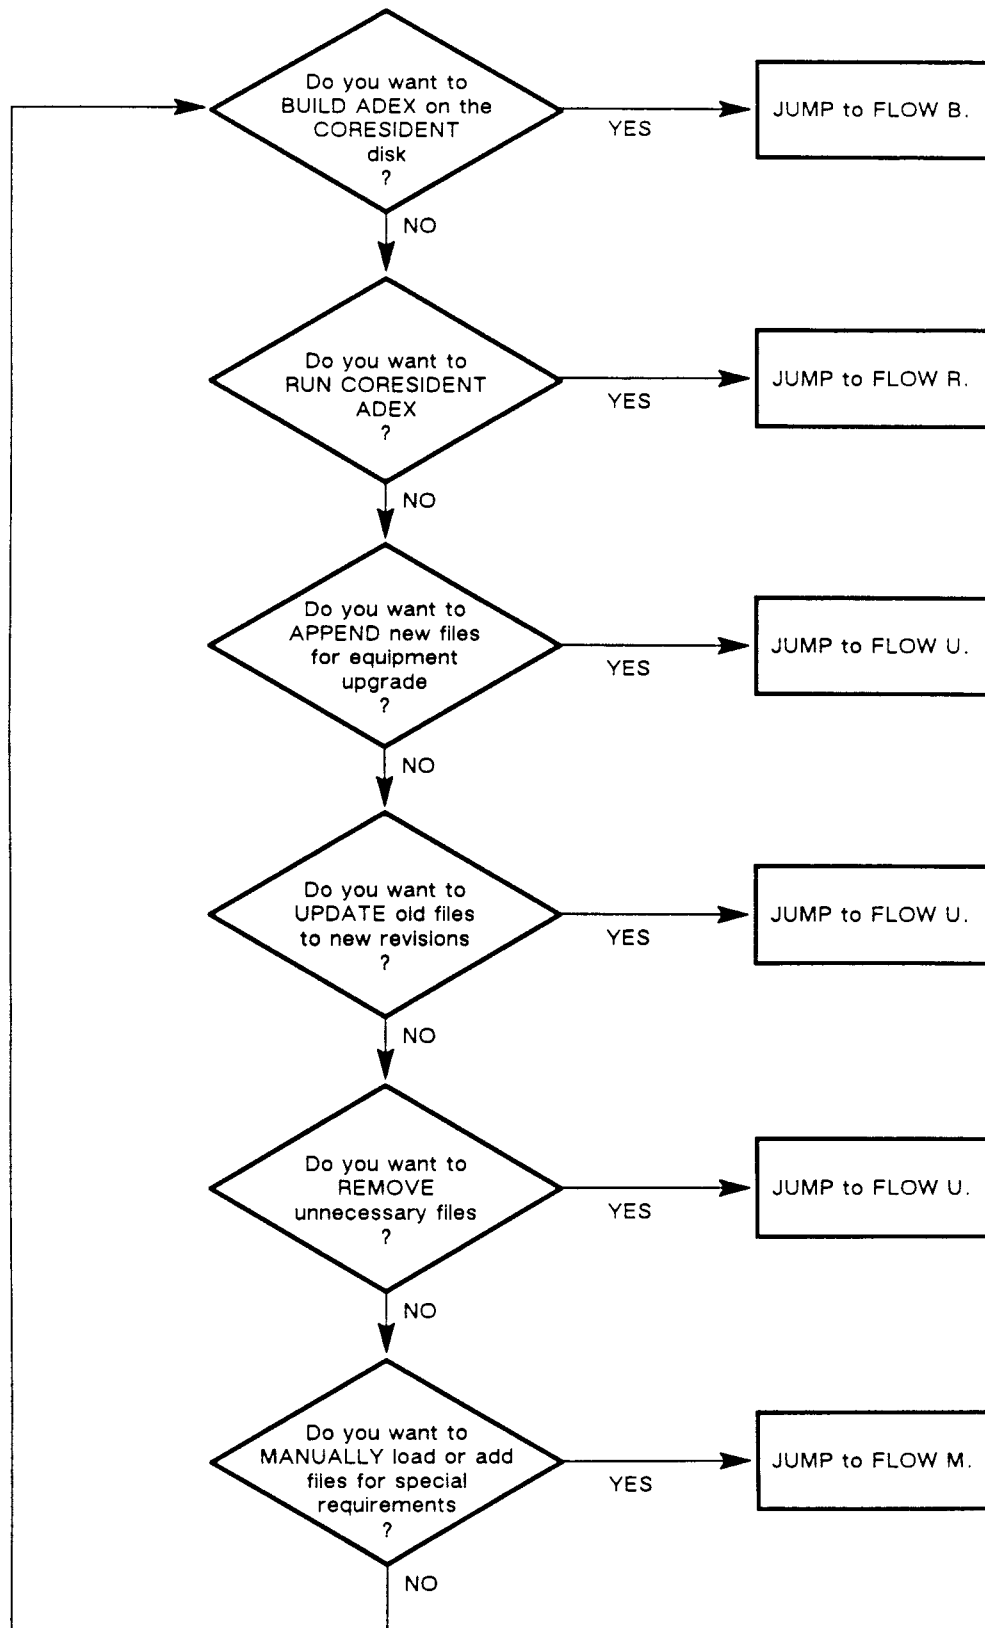 Do you want to
BUILD ADEX on the
CORESIDENT
disk
?
YES
JUMP to FLOW B.
NO
Do you want to
RUN CORESIDENT
ADEX
?
YES
JUMP to FLOW R.
NO
Do you want to
APPEND new files
for equipment
upgrade
?
YES
JUMP to FLOW U.
NO
Do you want to
UPDATE old files
to new revisions
?
YES
JUMP to FLOW U.
NO
Do you want to
REMOVE
unnecessary files
?
YES
JUMP to FLOW U.
NO
Do you want to
MANUALLY load or add
files for special
requirements
?
YES
JUMP to FLOW M.
NO